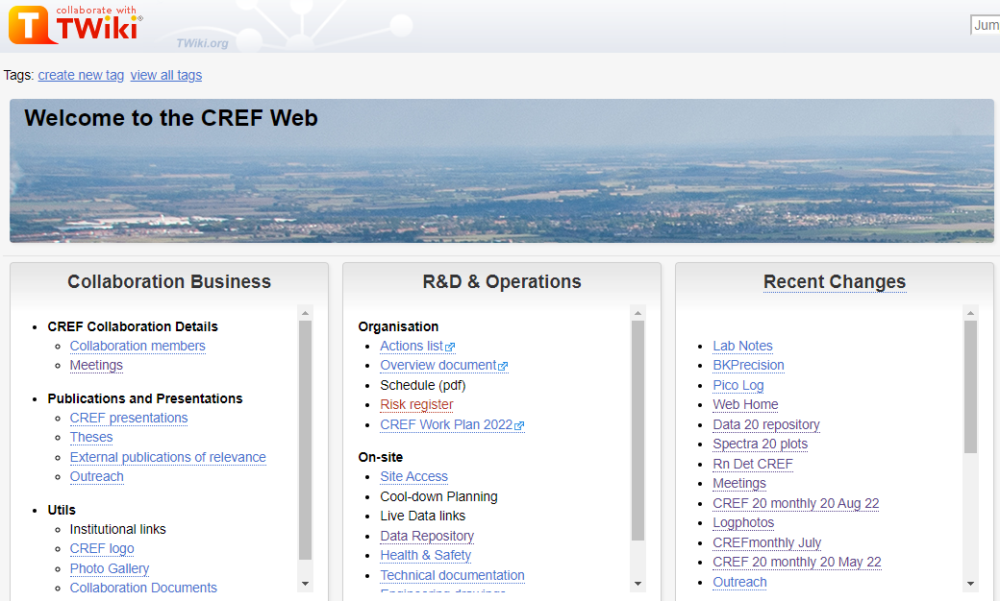 collaborate with
TWiki
TWiki.org
Jum
Tags: create new tag view all tags
Welcome to the CREF Web
Collaboration Business
CREF Collaboration Details
Collaboration members
Meetings
Publications and Presentations
CREF presentations
Theses
External publications of relevance
Outreach
Utils
Institutional links
CREF logo
Photo Gallery
Collaboration Documents
R&D & Operations
Organisation
Actions list
Overview document
Schedule (pdf)
Risk register
CREF Work Plan 2022
On-site
Site Access
Cool-down Planning
Live Data links
Data Repository
Health & Safety
Technical documentation
Engineering drawings
Recent Changes
Lab Notes
BKPrecision
Pico Log
Web Home
Data 20 repository
Spectra 20 plots
Rn Det CREF
Meetings
CREF 20 monthly 20 Aug 22
Logphotos
CREFmonthly July
CREF 20 monthly 20 May 22
Outreach